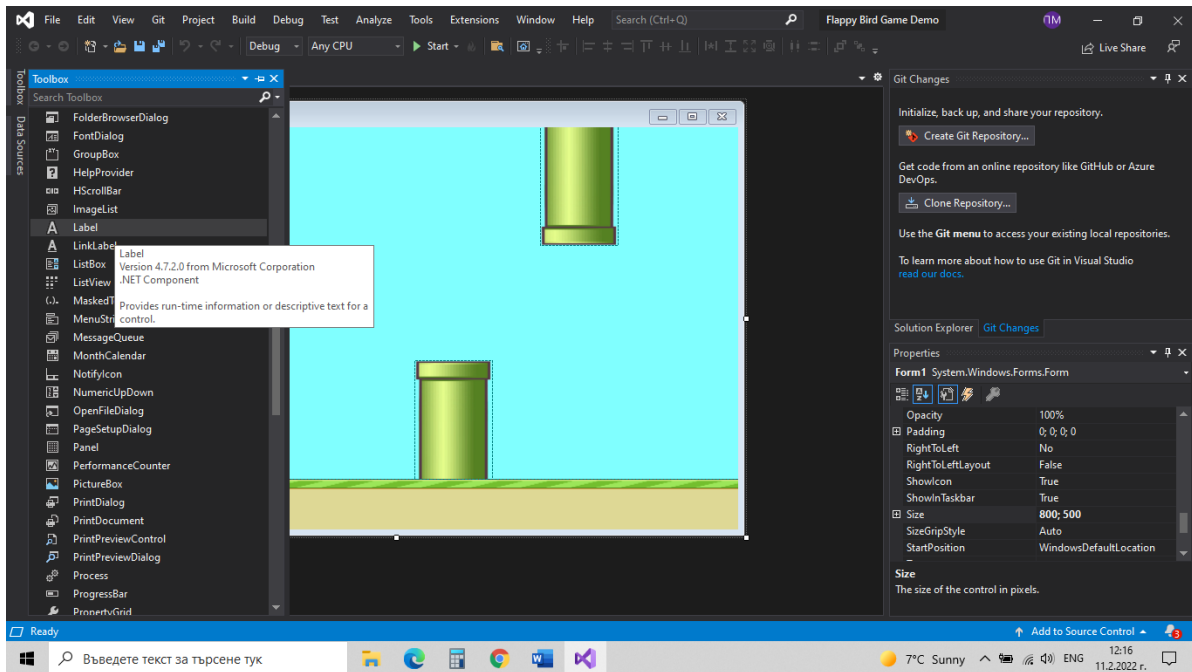 File Edit View Git Project Build Debug Test Analyze Tools Extensions Window Help Search (Ctrl+Q) Flappy Bird Game Demo ПМ
Debug Any CPU Start Live Share
Toolbox
Data Sources
Toolbox
Search Toolbox
FolderBrowserDialog
FontDialog
GroupBox
HelpProvider
HScrollBar
ImageList
Label
LinkLabel
ListBox
ListView
MaskedT
MenuStri
MessageQueue
MonthCalendar
NotifyIcon
NumericUpDown
OpenFileDialog
PageSetupDialog
Panel
PerformanceCounter
PictureBox
PrintDialog
PrintDocument
PrintPreviewControl
PrintPreviewDialog
Process
ProgressBar
PropertyGrid
Label
Version 4.7.2.0 from Microsoft Corporation
.NET Component
Provides run-time information or descriptive text for a
control.
Git Changes
Initialize, back up, and share your repository.
Create Git Repository...
Get code from an online repository like GitHub or Azure
DevOps.
Clone Repository...
Use the Git menu to access your existing local repositories.
To learn more about how to use Git in Visual Studio
read our docs.
Solution Explorer Git Changes
Properties
Form1 System.Windows.Forms.Form
Opacity 100%
Padding 0; 0; 0; 0
RightToLeft No
RightToLeftLayout False
ShowIcon True
ShowInTaskbar True
Size 800; 500
SizeGripStyle Auto
StartPosition WindowsDefaultLocation
Size
The size of the control in pixels.
Ready Add to Source Control 3
Въведете текст за търсене тук 7°C Sunny ENG 12:16
11.2.2022 г.